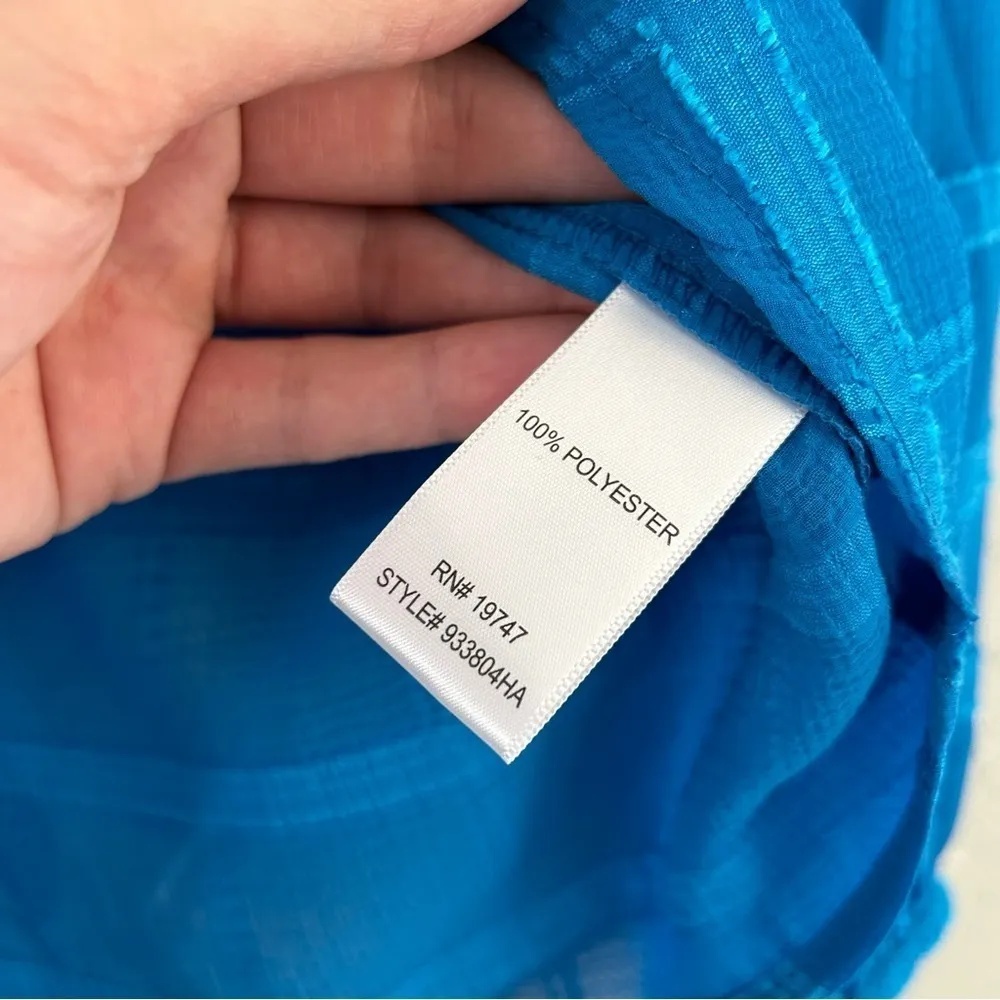 100% POLYESTER
RN# 19747
STYLE# 933804HA